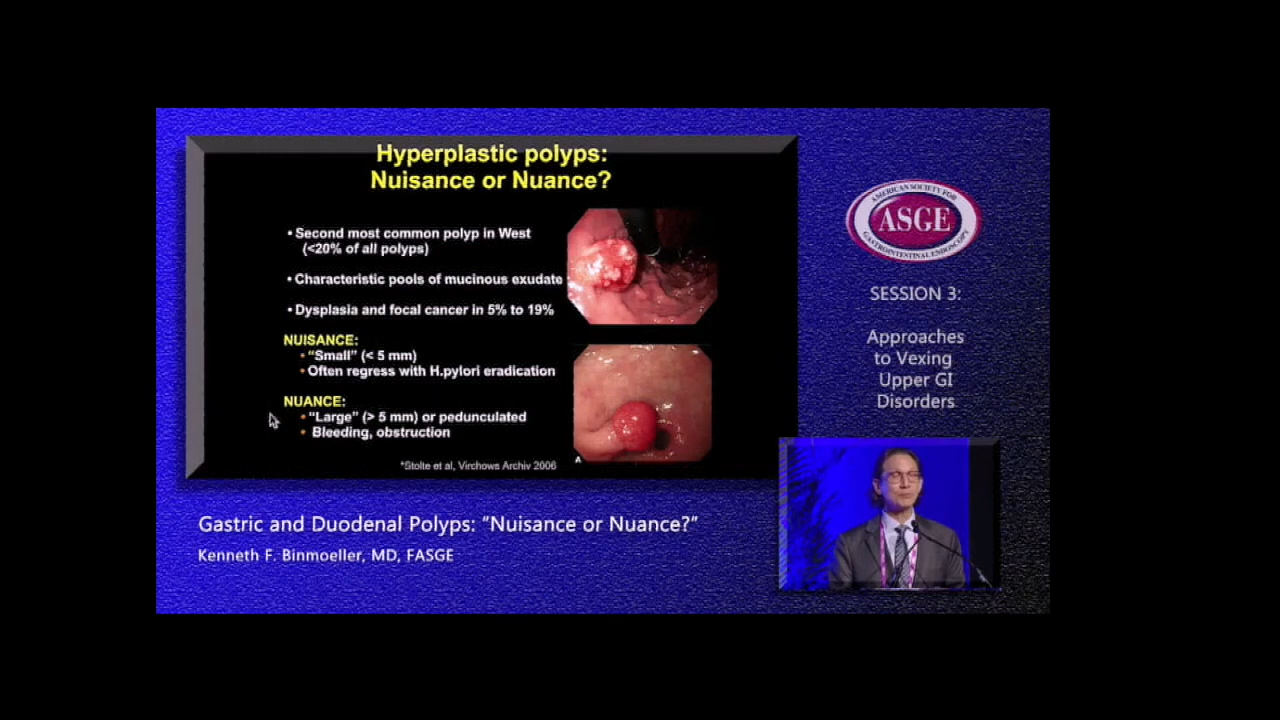 Hyperplastic polyps:
Nuisance or Nuance?
• Second most common polyp in West
(<20% of all polyps)
• Characteristic pools of mucinous exudate
• Dysplasia and focal cancer in 5% to 19%
NUISANCE:
• “Small” (< 5 mm)
• Often regress with H.pylori eradication
NUANCE:
• “Large” (> 5 mm) or pedunculated
• Bleeding, obstruction
*Stolte et al, Virchows Archiv 2006
A
AMERICAN SOCIETY FOR
ASGE
GASTROINTESTINAL ENDOSCOPY
SESSION 3:
Approaches
to Vexing
Upper GI
Disorders
Gastric and Duodenal Polyps: “Nuisance or Nuance?”
Kenneth F. Binmoeller, MD, FASGE